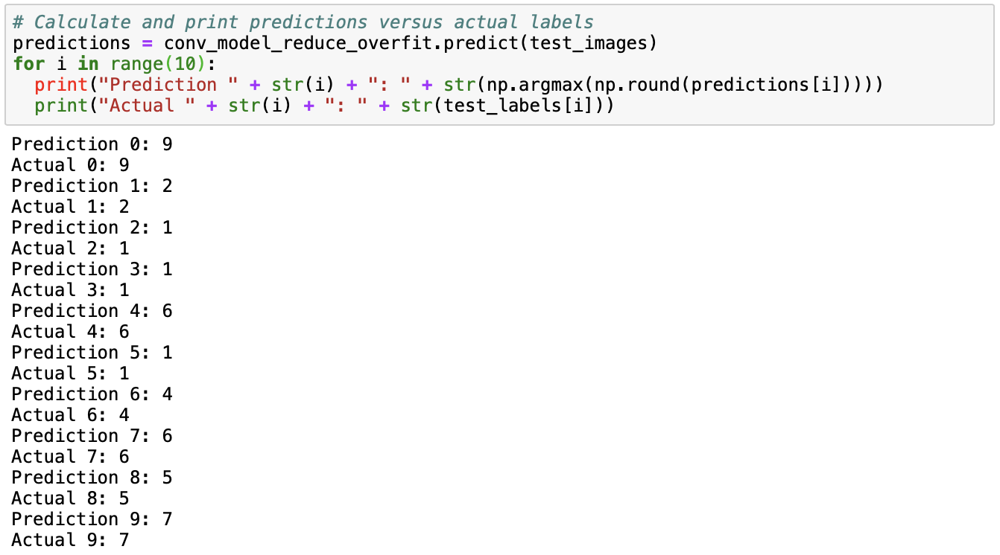 # Calculate and print predictions versus actual labels
predictions = conv_model_reduce_overfit.predict(test_images)
for i in range(10):
  print("Prediction " + str(i) + ": " + str(np.argmax(np.round(predictions[i]))))
  print("Actual " + str(i) + ": " + str(test_labels[i]))
Prediction 0: 9
Actual 0: 9
Prediction 1: 2
Actual 1: 2
Prediction 2: 1
Actual 2: 1
Prediction 3: 1
Actual 3: 1
Prediction 4: 6
Actual 4: 6
Prediction 5: 1
Actual 5: 1
Prediction 6: 4
Actual 6: 4
Prediction 7: 6
Actual 7: 6
Prediction 8: 5
Actual 8: 5
Prediction 9: 7
Actual 9: 7